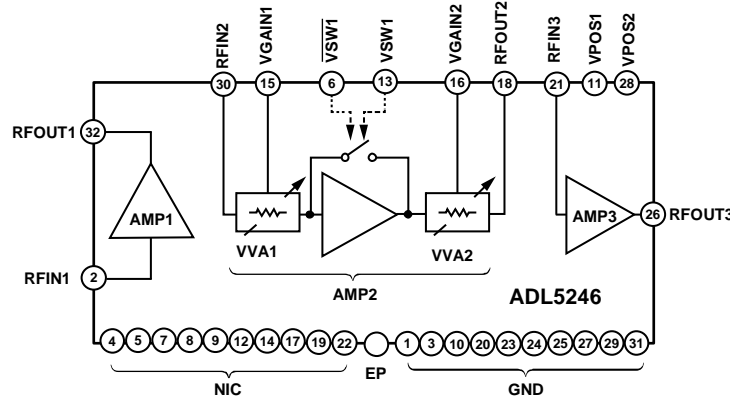 RFIN2 VGAIN1 VSW1 VSW1 VGAIN2 RFOUT2 RFIN3 VPOS1 VPOS2
30 15 6 13 16 18 21 11 28
RFOUT1 32
AMP1
AMP3
26 RFOUT3
VVA1 VVA2
RFIN1 2
AMP2
ADL5246
4 5 7 8 9 12 14 17 19 22 1 3 10 20 23 24 25 27 29 31
NIC EP GND